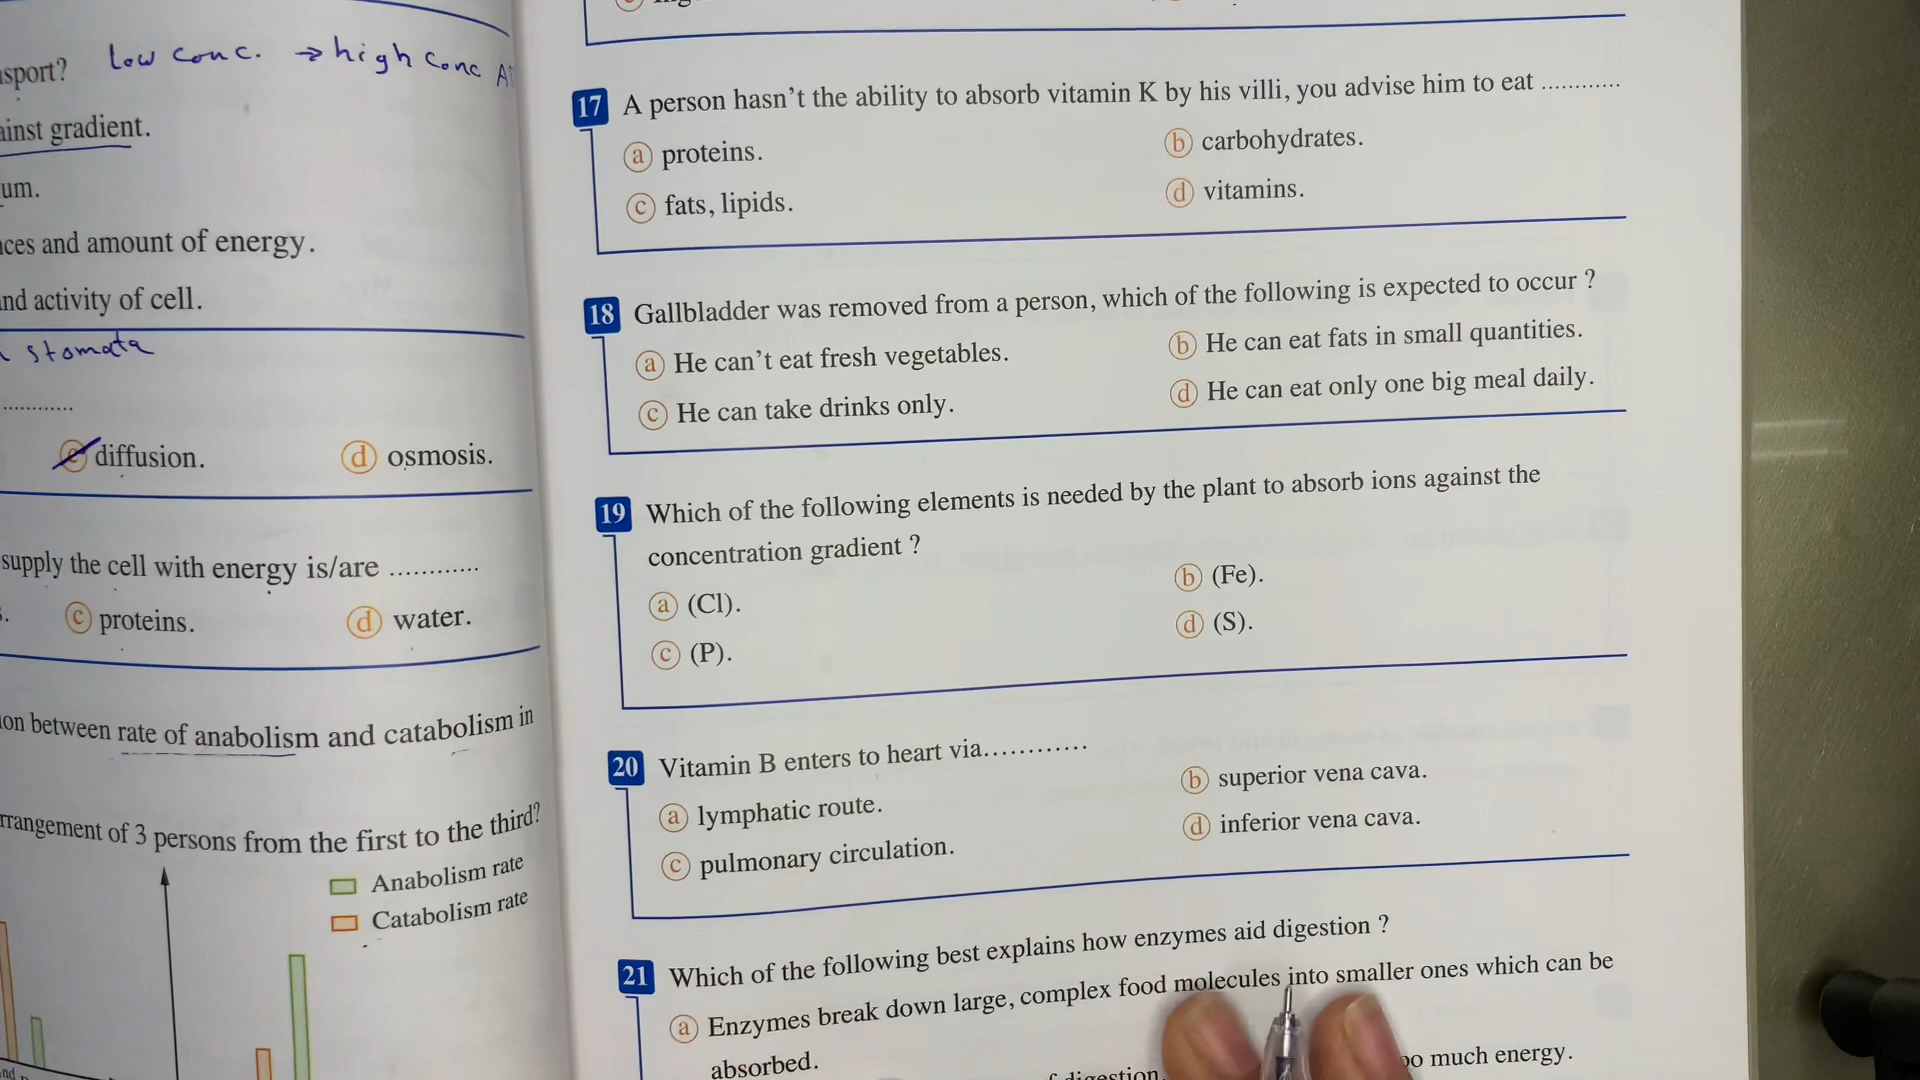 low conc. → high conc
sport?
ainst gradient.
um.
ces and amount of energy.
nd activity of cell.
stomata
............
c diffusion. d osmosis.
supply the cell with energy is/are ............
c proteins. d water.
on between rate of anabolism and catabolism in
rrangement of 3 persons from the first to the third?
Anabolism rate
Catabolism rate
17 A person hasn't the ability to absorb vitamin K by his villi, you advise him to eat ............
a proteins. b carbohydrates.
c fats, lipids. d vitamins.
18 Gallbladder was removed from a person, which of the following is expected to occur ?
a He can't eat fresh vegetables. b He can eat fats in small quantities.
c He can take drinks only. d He can eat only one big meal daily.
19 Which of the following elements is needed by the plant to absorb ions against the
concentration gradient ?
a (Cl). b (Fe).
c (P). d (S).
20 Vitamin B enters to heart via............
a lymphatic route. b superior vena cava.
c pulmonary circulation. d inferior vena cava.
21 Which of the following best explains how enzymes aid digestion ?
a Enzymes break down large, complex food molecules into smaller ones which can be
absorbed.
f digestion. oo much energy.